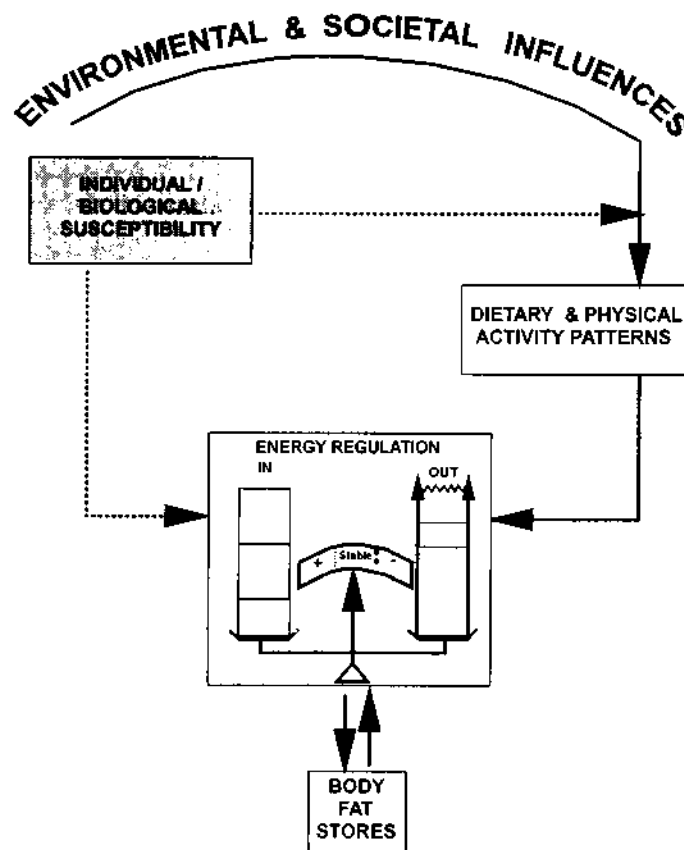 ENVIRONMENTAL & SOCIETAL INFLUENCES
INDIVIDUAL /
BIOLOGICAL
SUSCEPTIBILITY
DIETARY & PHYSICAL
ACTIVITY PATTERNS
ENERGY REGULATION
IN
OUT
+ Stable -
BODY
FAT
STORES